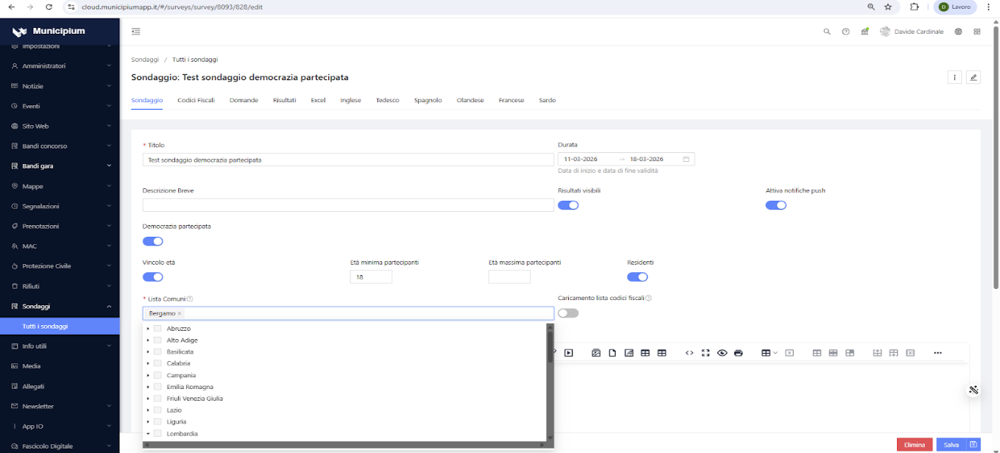 cloud.municipiumapp.it/#/surveys/survey/8093/828/edit
D Lavoro
Municipium
Davide Cardinale
Impostazioni
Amministratori
Notizie
Eventi
Sito Web
Bandi concorso
Bandi gara
Mappe
Segnalazioni
Prenotazioni
MAC
Protezione Civile
Rifiuti
Sondaggi
Tutti i sondaggi
Info utili
Media
Allegati
Newsletter
App IO
Fascicolo Digitale
Sondaggi / Tutti i sondaggi
Sondaggio: Test sondaggio democrazia partecipata
Sondaggio Codici Fiscali Domande Risultati Excel Inglese Tedesco Spagnolo Olandese Francese Sardo
* Titolo
Test sondaggio democrazia partecipata
Durata
11-03-2026 → 18-03-2026
Data di inizio e data di fine validità
Descrizione Breve
Risultati visibili
Attiva notifiche push
Democrazia partecipata
Vincolo età
Età minima partecipanti
18
Età massima partecipanti
Residenti
* Lista Comuni
Bergamo ×
Caricamento lista codici fiscali
Abruzzo
Alto Adige
Basilicata
Calabria
Campania
Emilia Romagna
Friuli Venezia Giulia
Lazio
Liguria
Lombardia
Elimina
Salva